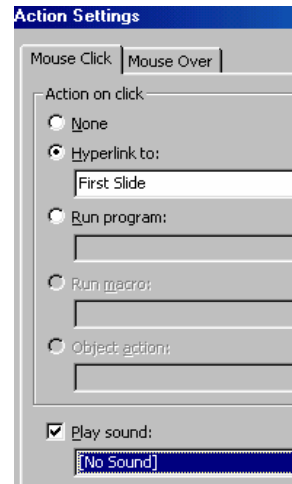 Action Settings
Mouse Click Mouse Over
Action on click
None
Hyperlink to:
First Slide
Run program:
Run macro:
Object action:
Play sound:
[No Sound]